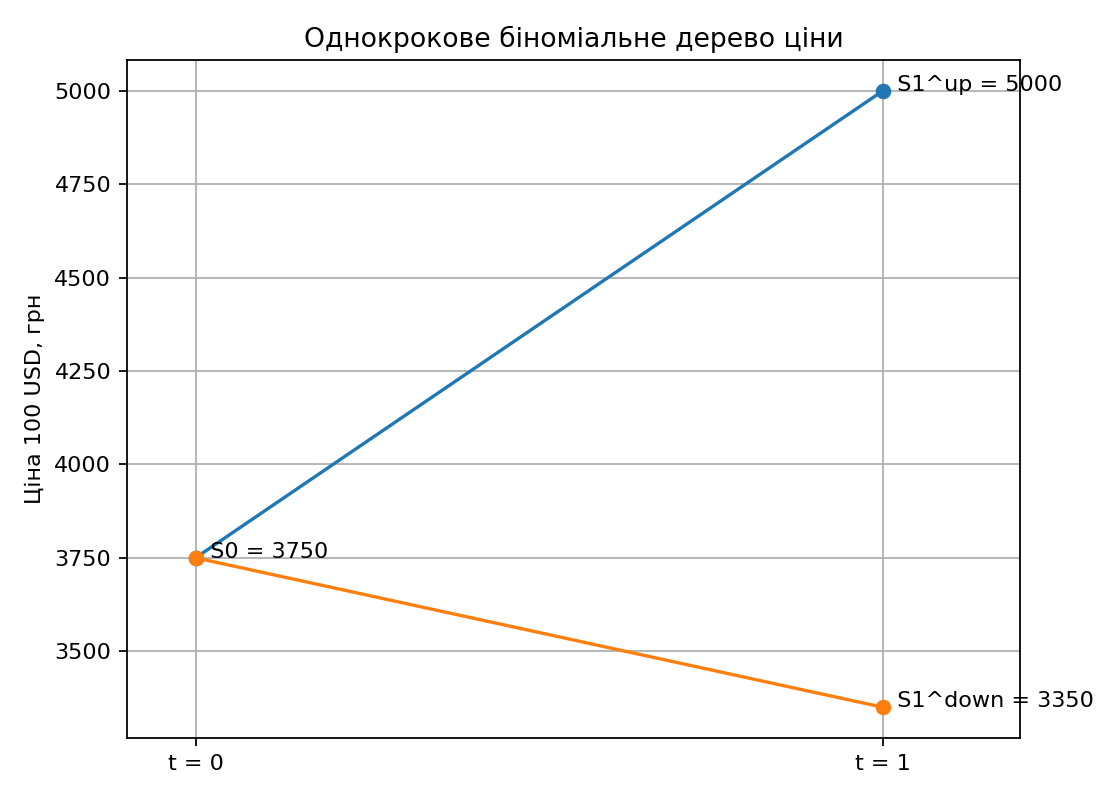 Однокрокове біноміальне дерево ціни
Ціна 100 USD, грн
5000
4750
4500
4250
4000
3750
3500
S1^up = 5000
S0 = 3750
S1^down = 3350
t = 0
t = 1